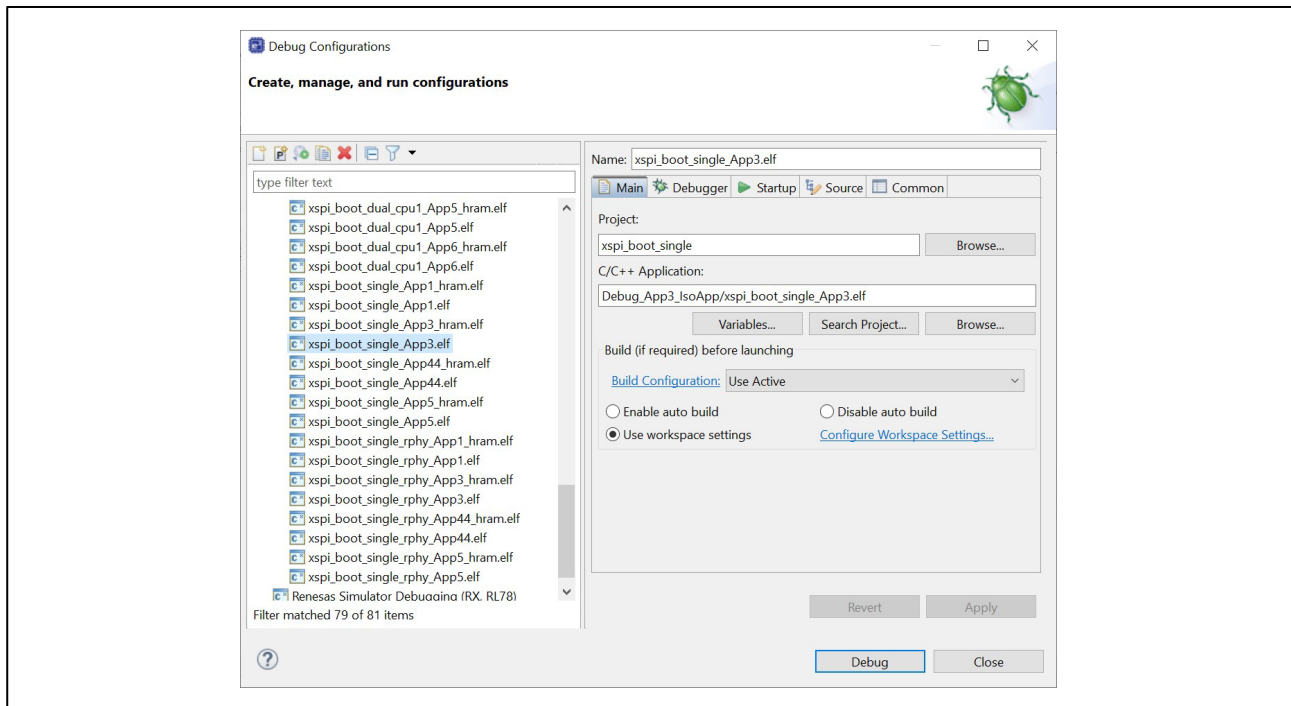 Debug Configurations
Create, manage, and run configurations
type filter text
xspi_boot_dual_cpu1_App5_hram.elf
xspi_boot_dual_cpu1_App5.elf
xspi_boot_dual_cpu1_App6_hram.elf
xspi_boot_dual_cpu1_App6.elf
xspi_boot_single_App1_hram.elf
xspi_boot_single_App1.elf
xspi_boot_single_App3_hram.elf
xspi_boot_single_App3.elf
xspi_boot_single_App44_hram.elf
xspi_boot_single_App44.elf
xspi_boot_single_App5_hram.elf
xspi_boot_single_App5.elf
xspi_boot_single_rphy_App1_hram.elf
xspi_boot_single_rphy_App1.elf
xspi_boot_single_rphy_App3_hram.elf
xspi_boot_single_rphy_App3.elf
xspi_boot_single_rphy_App44_hram.elf
xspi_boot_single_rphy_App44.elf
xspi_boot_single_rphy_App5_hram.elf
xspi_boot_single_rphy_App5.elf
Renesas Simulator Debugging (RX, RL78)
Filter matched 79 of 81 items
Name: xspi_boot_single_App3.elf
Main Debugger Startup Source Common
Project:
xspi_boot_single Browse...
C/C++ Application:
Debug_App3_IsoApp/xspi_boot_single_App3.elf
Variables... Search Project... Browse...
Build (if required) before launching
Build Configuration: Use Active
Enable auto build Disable auto build
Use workspace settings Configure Workspace Settings...
Revert Apply
? Debug Close